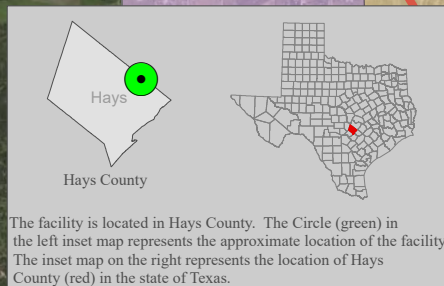 Hays
Hays County
The facility is located in Hays County. The Circle (green) in
the left inset map represents the approximate location of the facility
The inset map on the right represents the location of Hays
County (red) in the state of Texas.